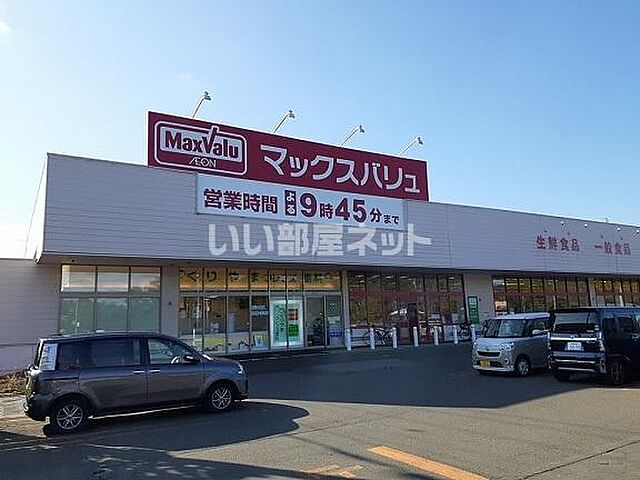 MaxValu
ÆON
マックスバリュ
営業時間 よる9時45分まで
いい部屋ネット
生鮮食品 一般食品